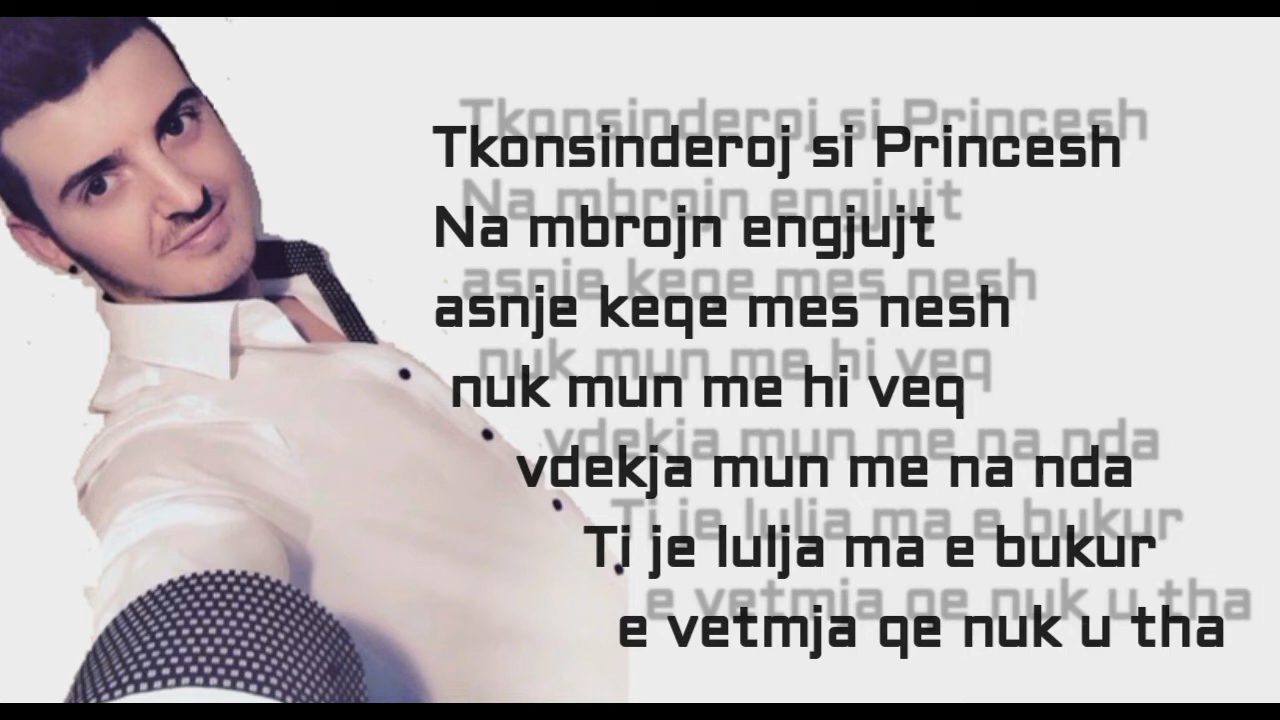 Tkonsinderoj si Princesh
Na mbrojn engjujt
asnje keqe mes nesh
nuk mun me hi veq
vdekja mun me na nda
Ti je lulja ma e bukur
e vetmja qe nuk u tha